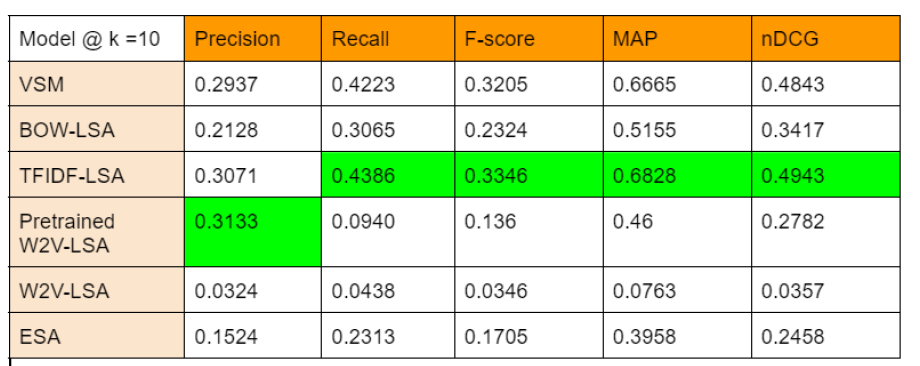 Model @ k =10 Precision Recall F-score MAP nDCG
VSM 0.2937 0.4223 0.3205 0.6665 0.4843
BOW-LSA 0.2128 0.3065 0.2324 0.5155 0.3417
TFIDF-LSA 0.3071 0.4386 0.3346 0.6828 0.4943
Pretrained 0.3133 0.0940 0.136 0.46 0.2782
W2V-LSA
W2V-LSA 0.0324 0.0438 0.0346 0.0763 0.0357
ESA 0.1524 0.2313 0.1705 0.3958 0.2458